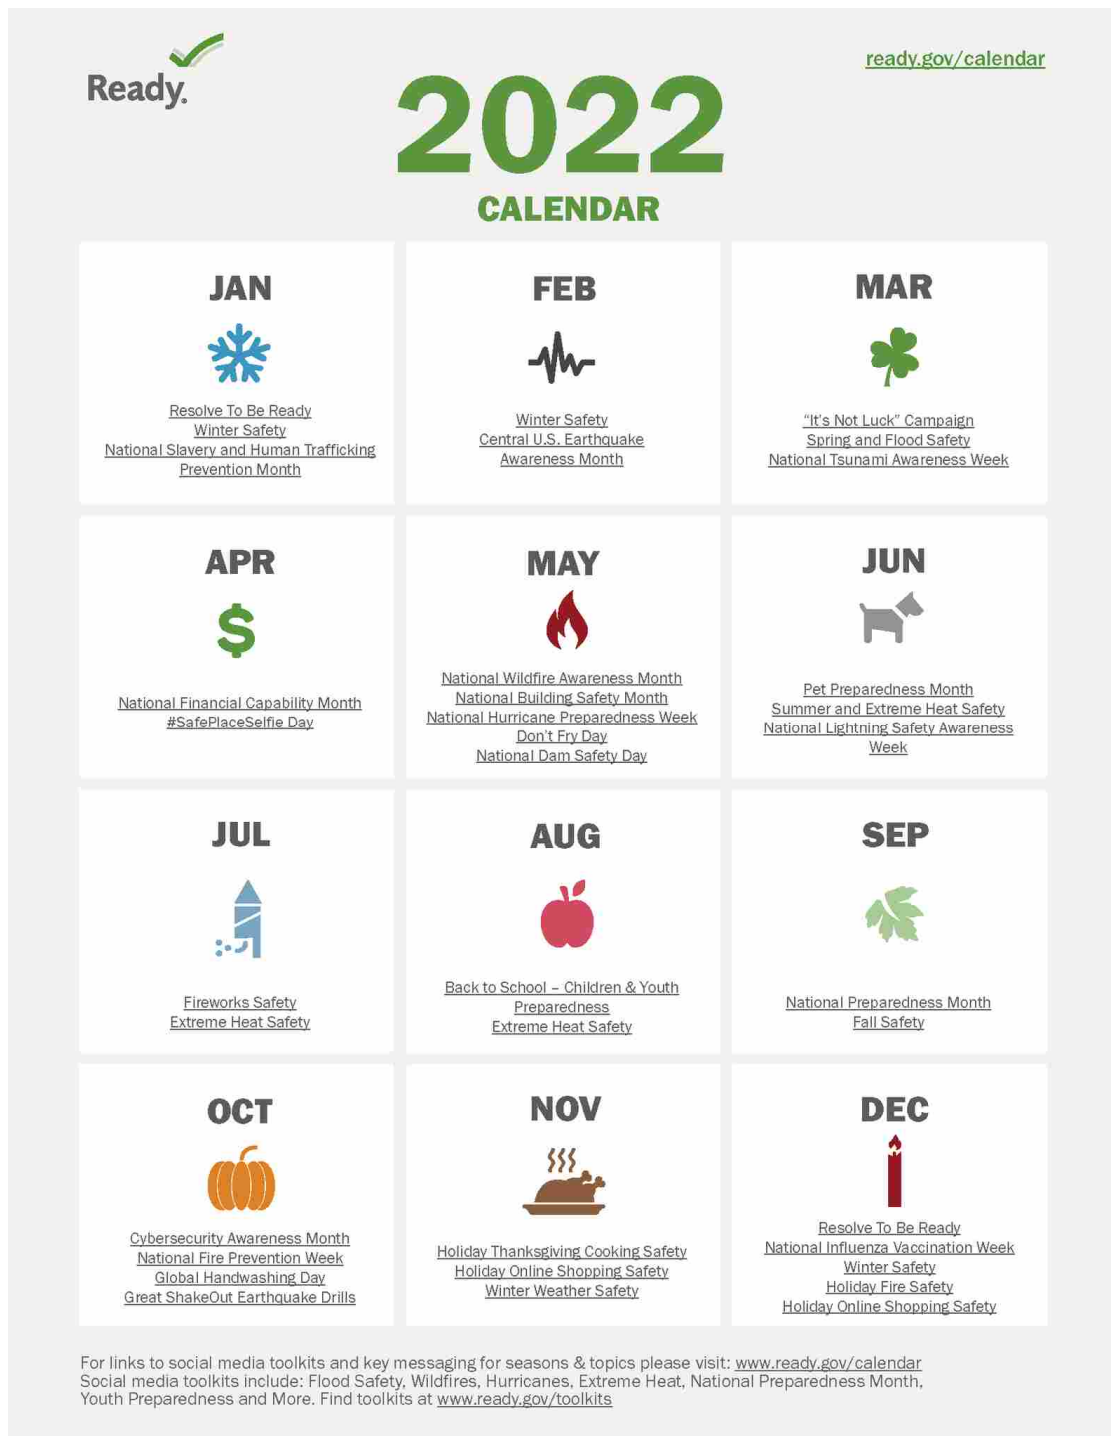 Ready.
ready.gov/calendar
2022
CALENDAR
JAN
Resolve To Be Ready
Winter Safety
National Slavery and Human Trafficking
Prevention Month
FEB
Winter Safety
Central U.S. Earthquake
Awareness Month
MAR
“It’s Not Luck” Campaign
Spring and Flood Safety
National Tsunami Awareness Week
APR
$
National Financial Capability Month
#SafePlaceSelfie Day
MAY
National Wildfire Awareness Month
National Building Safety Month
National Hurricane Preparedness Week
Don’t Fry Day
National Dam Safety Day
JUN
Pet Preparedness Month
Summer and Extreme Heat Safety
National Lightning Safety Awareness
Week
JUL
Fireworks Safety
Extreme Heat Safety
AUG
Back to School – Children & Youth
Preparedness
Extreme Heat Safety
SEP
National Preparedness Month
Fall Safety
OCT
Cybersecurity Awareness Month
National Fire Prevention Week
Global Handwashing Day
Great ShakeOut Earthquake Drills
NOV
Holiday Thanksgiving Cooking Safety
Holiday Online Shopping Safety
Winter Weather Safety
DEC
Resolve To Be Ready
National Influenza Vaccination Week
Winter Safety
Holiday Fire Safety
Holiday Online Shopping Safety
For links to social media toolkits and key messaging for seasons & topics please visit: www.ready.gov/calendar
Social media toolkits include: Flood Safety, Wildfires, Hurricanes, Extreme Heat, National Preparedness Month,
Youth Preparedness and More. Find toolkits at www.ready.gov/toolkits